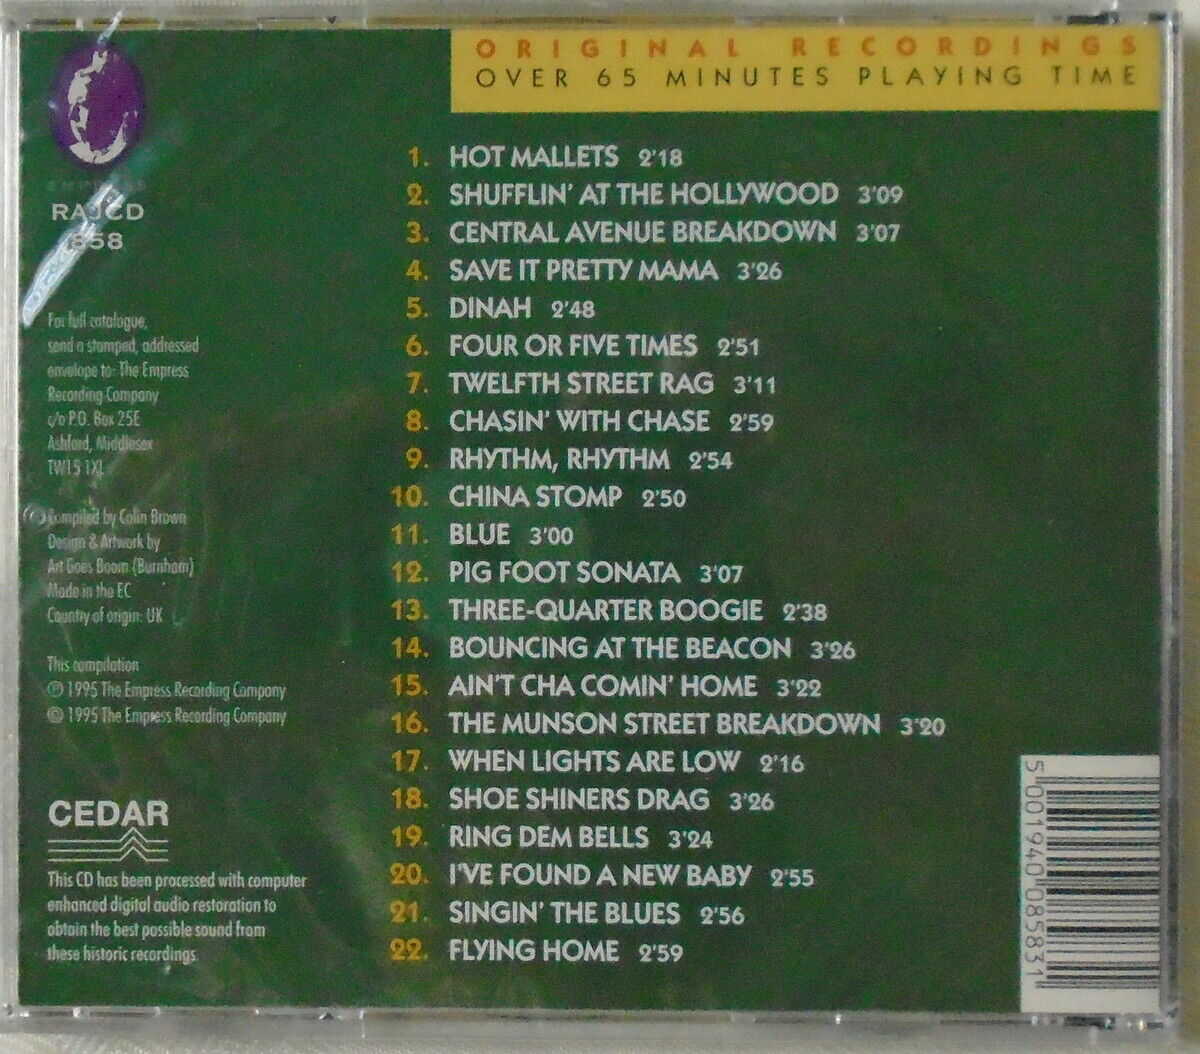 ORIGINAL RECORDINGS
OVER 65 MINUTES PLAYING TIME
EMPRESS
RAJCD
858
For full catalogue,
send a stamped, addressed
envelope to: The Empress
Recording Company
c/o P.O. Box 25E
Ashford, Middlesex
TW15 1XL
Compiled by Colin Brown
Design & Artwork by
Art Goes Boom (Burnham)
Made in the EC
Country of origin: UK
This compilation
℗ 1995 The Empress Recording Company
© 1995 The Empress Recording Company
CEDAR
This CD has been processed with computer
enhanced digital audio restoration to
obtain the best possible sound from
these historic recordings.
1. HOT MALLETS 2'18
2. SHUFFLIN' AT THE HOLLYWOOD 3'09
3. CENTRAL AVENUE BREAKDOWN 3'07
4. SAVE IT PRETTY MAMA 3'26
5. DINAH 2'48
6. FOUR OR FIVE TIMES 2'51
7. TWELFTH STREET RAG 3'11
8. CHASIN' WITH CHASE 2'59
9. RHYTHM, RHYTHM 2'54
10. CHINA STOMP 2'50
11. BLUE 3'00
12. PIG FOOT SONATA 3'07
13. THREE-QUARTER BOOGIE 2'38
14. BOUNCING AT THE BEACON 3'26
15. AIN'T CHA COMIN' HOME 3'22
16. THE MUNSON STREET BREAKDOWN 3'20
17. WHEN LIGHTS ARE LOW 2'16
18. SHOE SHINERS DRAG 3'26
19. RING DEM BELLS 3'24
20. I'VE FOUND A NEW BABY 2'55
21. SINGIN' THE BLUES 2'56
22. FLYING HOME 2'59
5 001940 085831